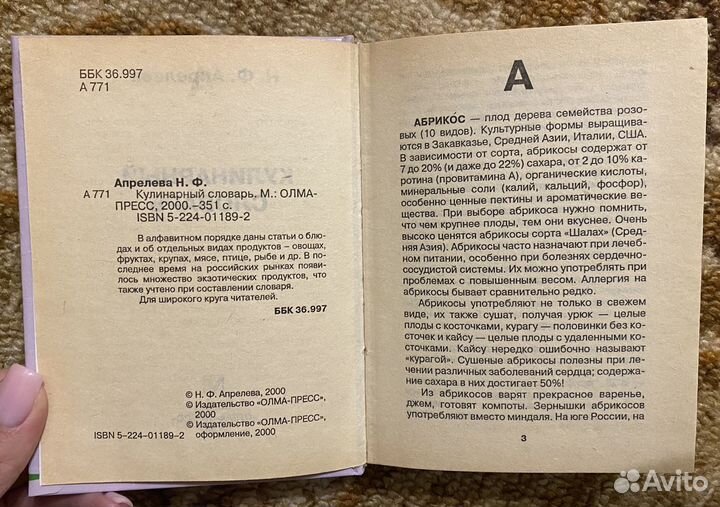 ББК 36.997
А 771
Апрелева Н. Ф.
А 771 Кулинарный словарь, М.: ОЛМА-
ПРЕСС, 2000.–351 с.
ISBN 5-224-01189-2
В алфавитном порядке даны статьи о блю-
дах и об отдельных видах продуктов – овощах,
фруктах, крупах, мясе, птице, рыбе и др. В по-
следнее время на российских рынках появи-
лось множество экзотических продуктов, что
также учтено при составлении словаря.
Для широкого круга читателей.
ББК 36.997
© Н. Ф. Апрелева, 2000
© Издательство «ОЛМА-ПРЕСС»,
2000
© Издательство «ОЛМА-ПРЕСС»,
ISBN 5-224-01189-2 оформление, 2000
А
АБРИКО́С — плод дерева семейства розо-
вых (10 видов). Культурные формы выращива-
ются в Закавказье, Средней Азии, Италии, США.
В зависимости от сорта, абрикосы содержат от
7 до 20% (и даже до 22%) сахара, от 2 до 10% ка-
ротина (провитамина А), органические кислоты,
минеральные соли (калий, кальций, фосфор),
особенно ценные пектины и ароматические ве-
щества. При выборе абрикоса нужно помнить,
что чем крупнее плоды, тем они вкуснее. Очень
высоко ценятся абрикосы сорта «Шалах» (Сред-
няя Азия). Абрикосы часто назначают при лечеб-
ном питании, особенно при болезнях сердечно-
сосудистой системы. Их можно употреблять при
проблемах с повышенным весом. Аллергия на
абрикосы бывает сравнительно редко.
Абрикосы употребляют не только в свежем
виде, их также сушат, получая урюк — целые
плоды с косточками, курагу — половинки без ко-
сточек и кайсу — целые плоды с удаленными ко-
сточками. Кайсу нередко ошибочно называют
"курагой". Сушеные абрикосы полезны при ле-
чении различных заболеваний сердца; содержа-
ние сахара в них достигает 50%!
Из абрикосов варят прекрасное варенье,
джем, готовят компоты. Зернышки абрикосов
употребляют вместо миндаля. На юге России, на
3
Avito